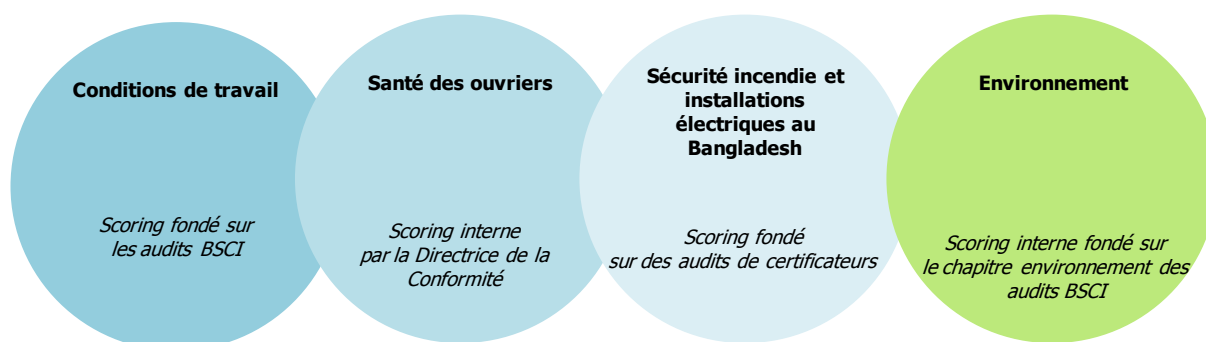 Conditions de travail
Scoring fondé sur
les audits BSCI
Santé des ouvriers
Scoring interne
par la Directrice de la
Conformité
Sécurité incendie et
installations
électriques au
Bangladesh
Scoring fondé
sur des audits de certificateurs
Environnement
Scoring interne fondé sur
le chapitre environnement des
audits BSCI